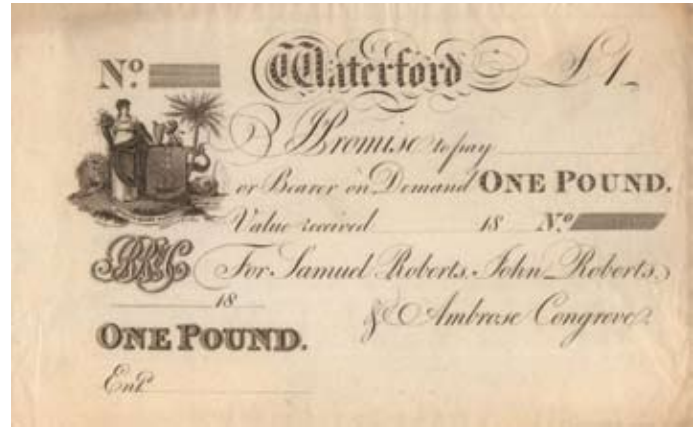 No. Waterford £1
I Promise to pay
or Bearer on Demand ONE POUND.
Value received 18 No.
RR&C For Samuel Roberts, John Roberts,
18
& Ambrose Congreve.
ONE POUND.
Entd.